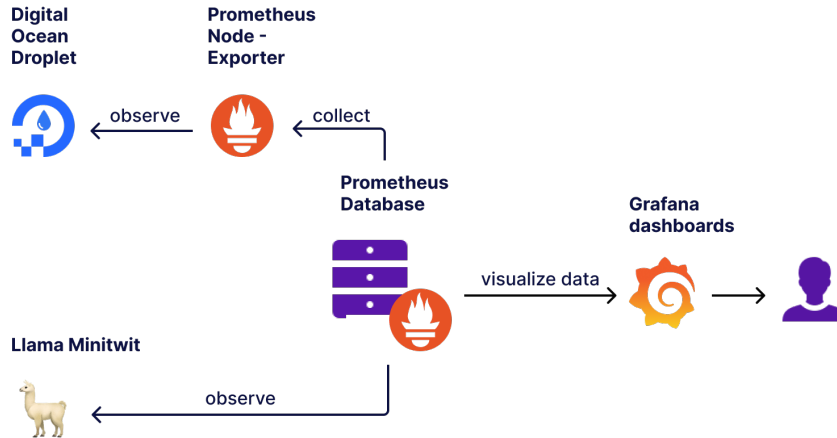 Digital
Ocean
Droplet
Prometheus
Node -
Exporter
observe
collect
Prometheus
Database
Grafana
dashboards
visualize data
Llama Minitwit
observe